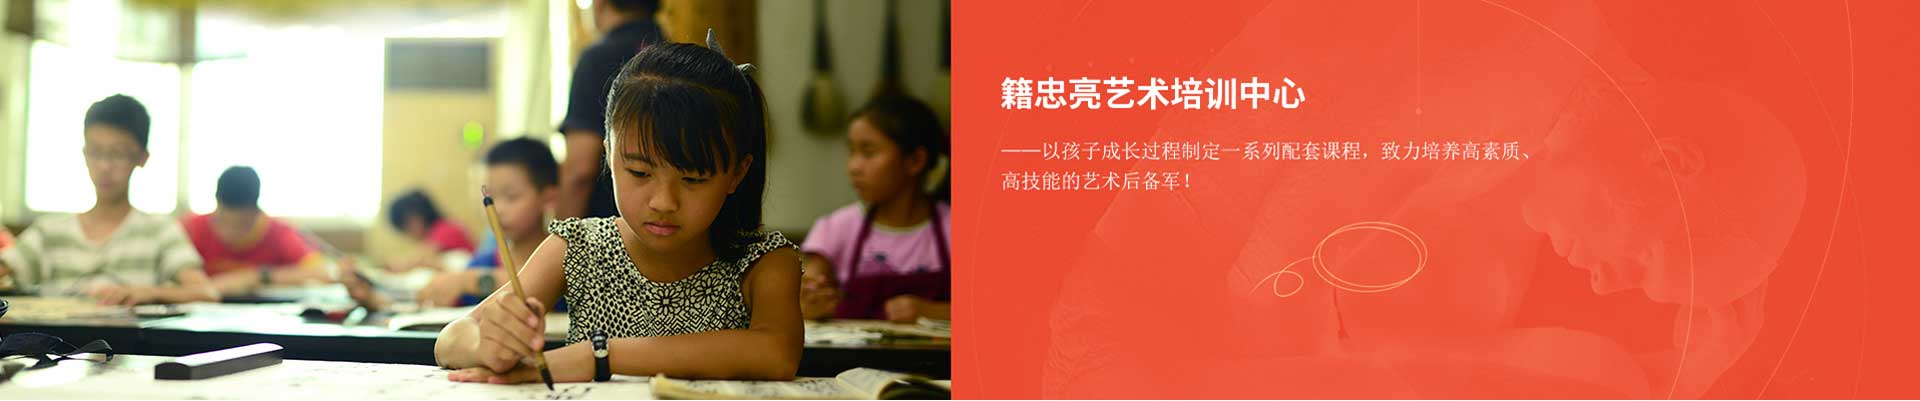 籍忠亮艺术培训中心
——以孩子成长过程制定一系列配套课程，致力培养高素质、
高技能的艺术后备军！